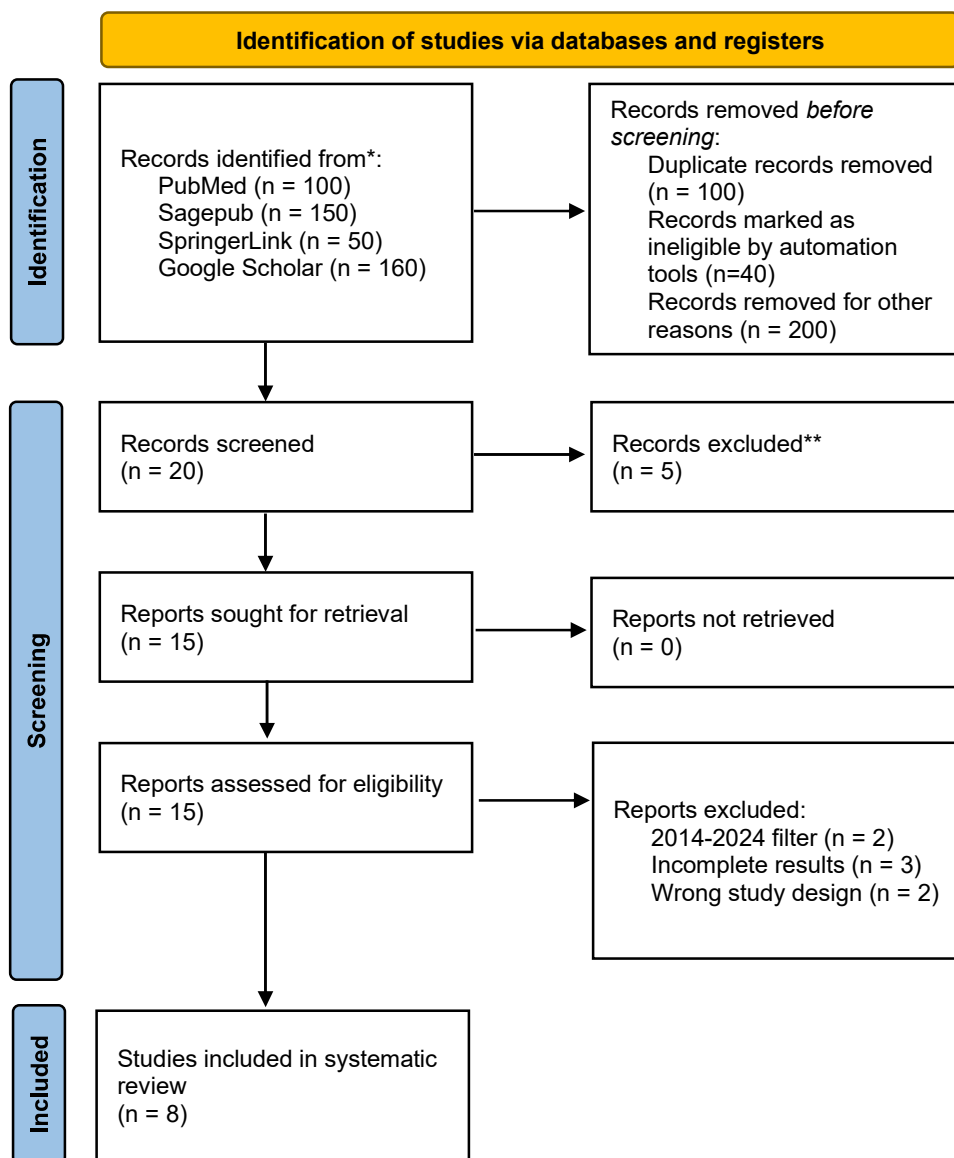 Identification of studies via databases and registers
Identification
Records identified from*:
PubMed (n = 100)
Sagepub (n = 150)
SpringerLink (n = 50)
Google Scholar (n = 160)
Records removed before
screening:
Duplicate records removed
(n = 100)
Records marked as
ineligible by automation
tools (n=40)
Records removed for other
reasons (n = 200)
Screening
Records screened
(n = 20)
Records excluded**
(n = 5)
Reports sought for retrieval
(n = 15)
Reports not retrieved
(n = 0)
Reports assessed for eligibility
(n = 15)
Reports excluded:
2014-2024 filter (n = 2)
Incomplete results (n = 3)
Wrong study design (n = 2)
Included
Studies included in systematic
review
(n = 8)